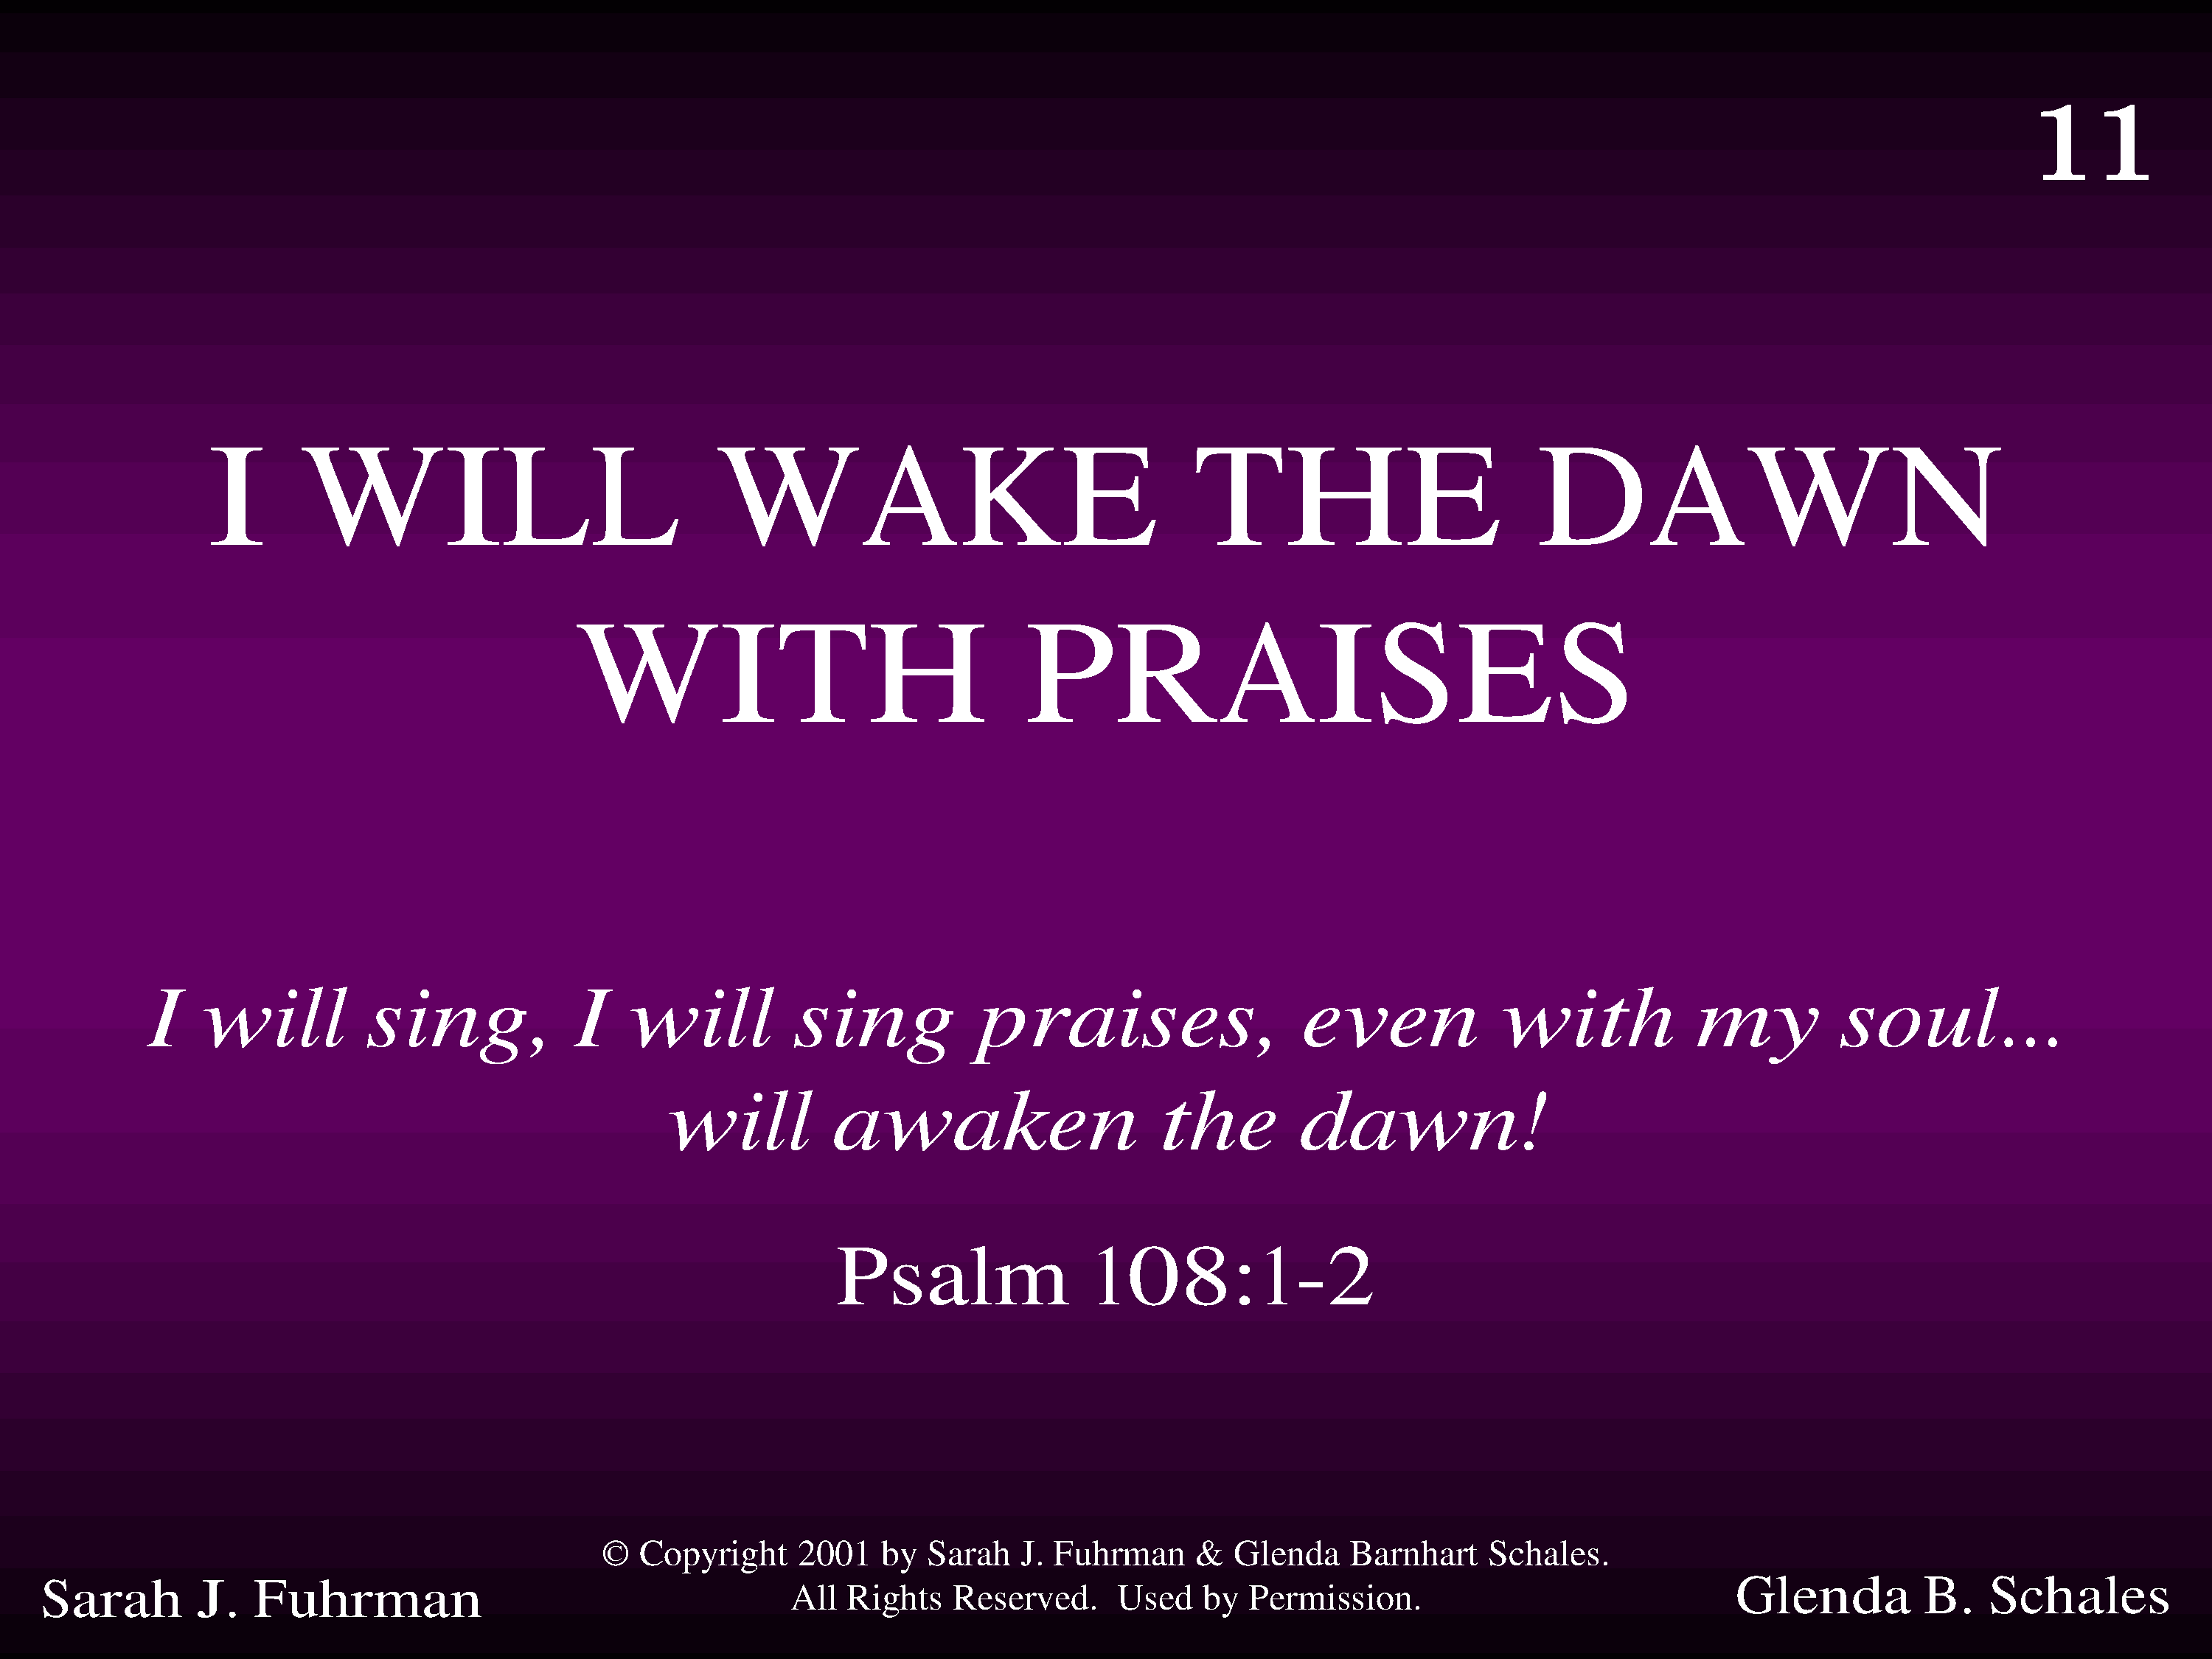 11
I WILL WAKE THE DAWN
WITH PRAISES
I will sing, I will sing praises, even with my soul...
will awaken the dawn!
Psalm 108:1-2
© Copyright 2001 by Sarah J. Fuhrman & Glenda Barnhart Schales.
Sarah J. Fuhrman
All Rights Reserved. Used by Permission.
Glenda B. Schales